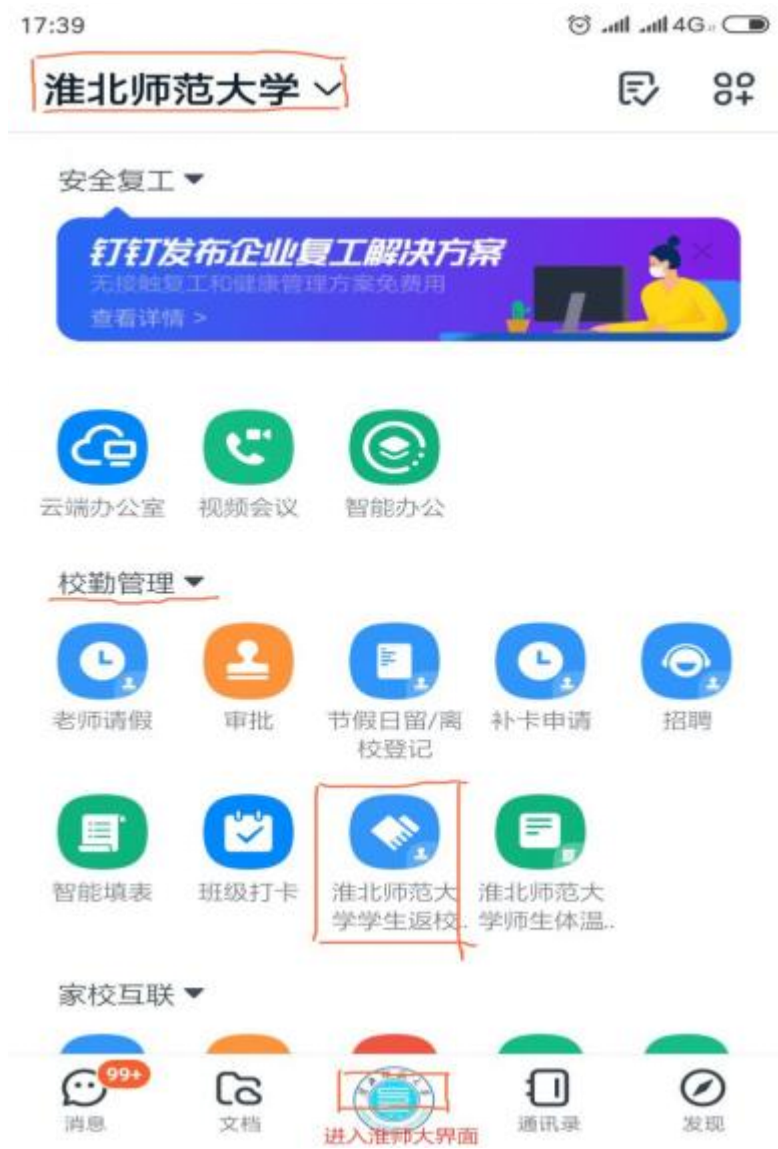 17:39
4G
淮北师范大学
安全复工
钉钉发布企业复工解决方案
无接触复工和健康管理方案免费用
查看详情 >
云端办公室 视频会议 智能办公
校勤管理
老师请假 审批 节假日留/离 补卡申请 招聘
校登记
智能填表 班级打卡 淮北师范大 淮北师范大
学学生返校.. 学师生体温..
家校互联
99+
消息 文档 进入淮师大界面 通讯录 发现